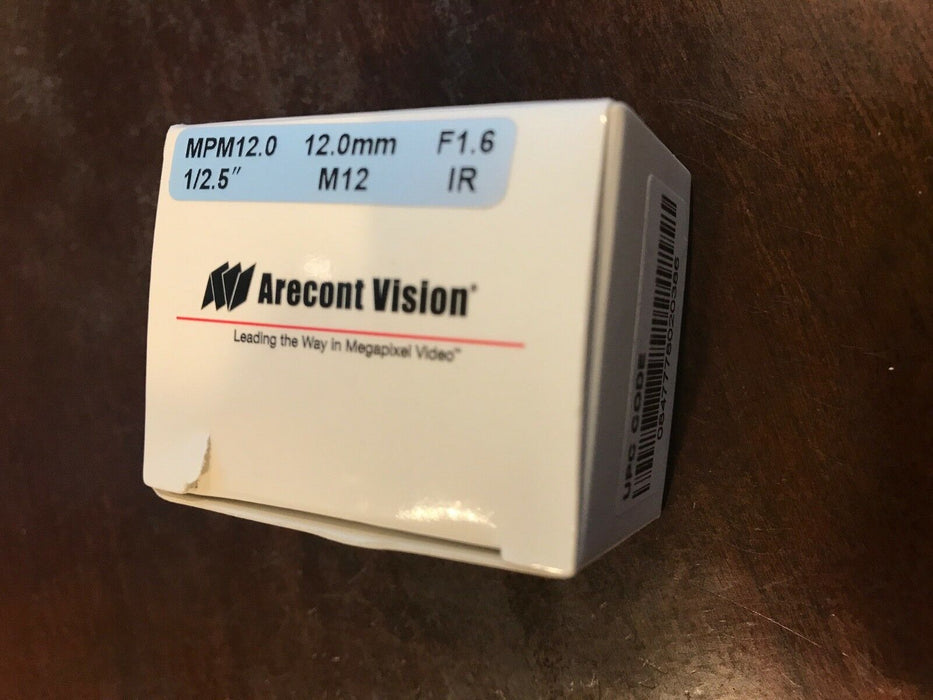 MPM12.0 12.0mm F1.6
1/2.5" M12 IR
Arecont Vision®
Leading the Way in Megapixel Video™
UPC CODE